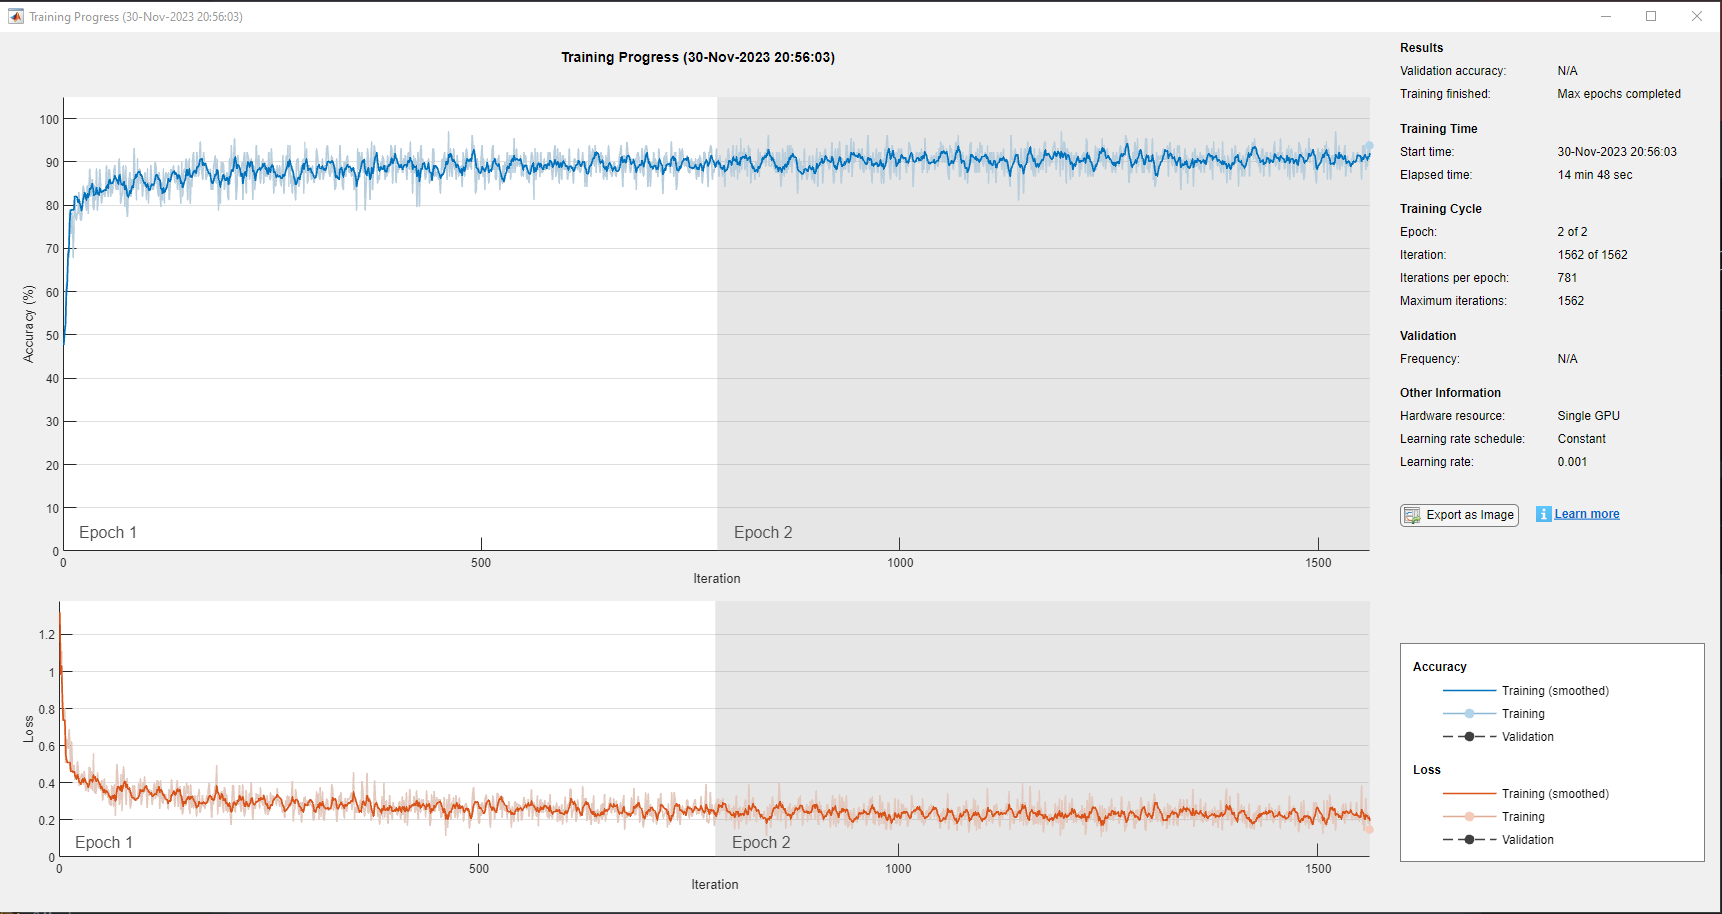 Training Progress (30-Nov-2023 20:56:03)
Training Progress (30-Nov-2023 20:56:03)
100
90
80
70
60
50
40
30
20
10
0
Accuracy (%)
Epoch 1
Epoch 2
0
500
1000
1500
Iteration
1.2
1
0.8
0.6
0.4
0.2
0
Loss
Epoch 1
Epoch 2
0
500
1000
1500
Iteration
Results
Validation accuracy: N/A
Training finished: Max epochs completed
Training Time
Start time: 30-Nov-2023 20:56:03
Elapsed time: 14 min 48 sec
Training Cycle
Epoch: 2 of 2
Iteration: 1562 of 1562
Iterations per epoch: 781
Maximum iterations: 1562
Validation
Frequency: N/A
Other Information
Hardware resource: Single GPU
Learning rate schedule: Constant
Learning rate: 0.001
Export as Image
Learn more
Accuracy
Training (smoothed)
Training
Validation
Loss
Training (smoothed)
Training
Validation